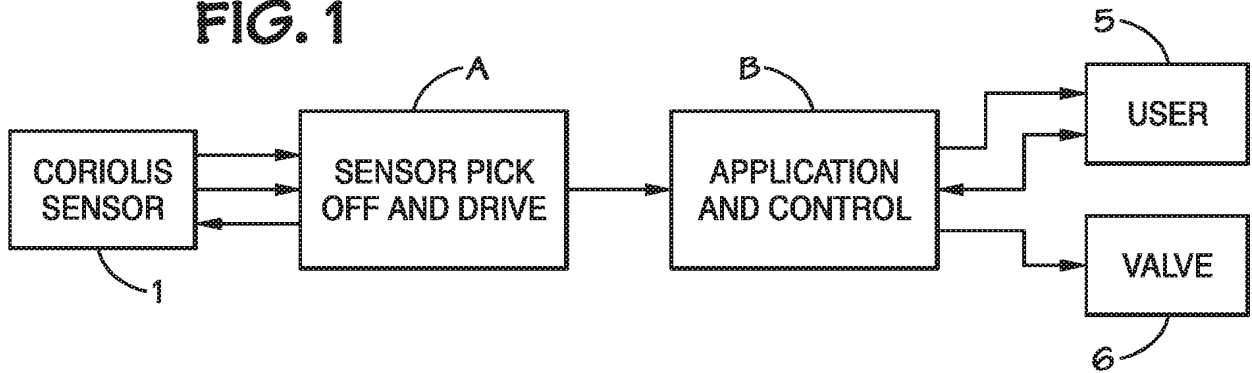 FIG. 1
A
B
5
CORIOLIS
SENSOR
SENSOR PICK
OFF AND DRIVE
APPLICATION
AND CONTROL
USER
VALVE
1
6